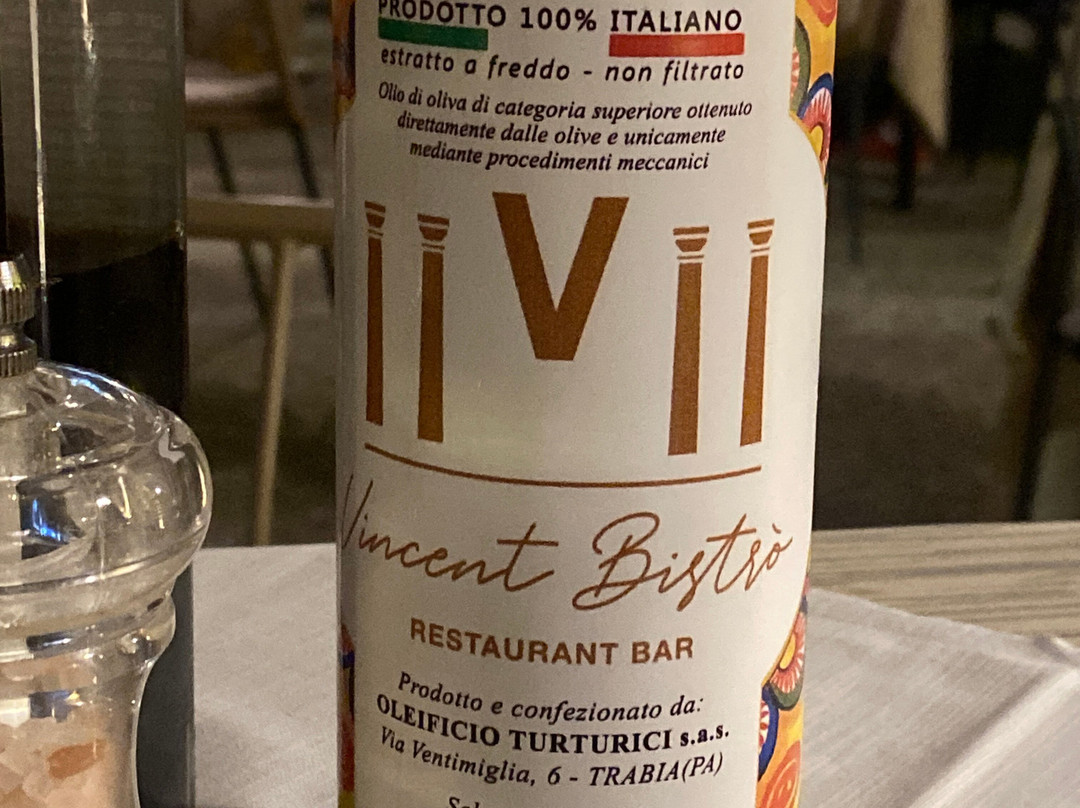 PRODOTTO 100% ITALIANO
estratto a freddo - non filtrato
Olio di oliva di categoria superiore ottenuto
direttamente dalle olive e unicamente
mediante procedimenti meccanici
V
Vincent Bistrò
RESTAURANT BAR
Prodotto e confezionato da:
OLEIFICIO TURTURICI s.a.s.
Via Ventimiglia, 6 - TRABIA(PA)